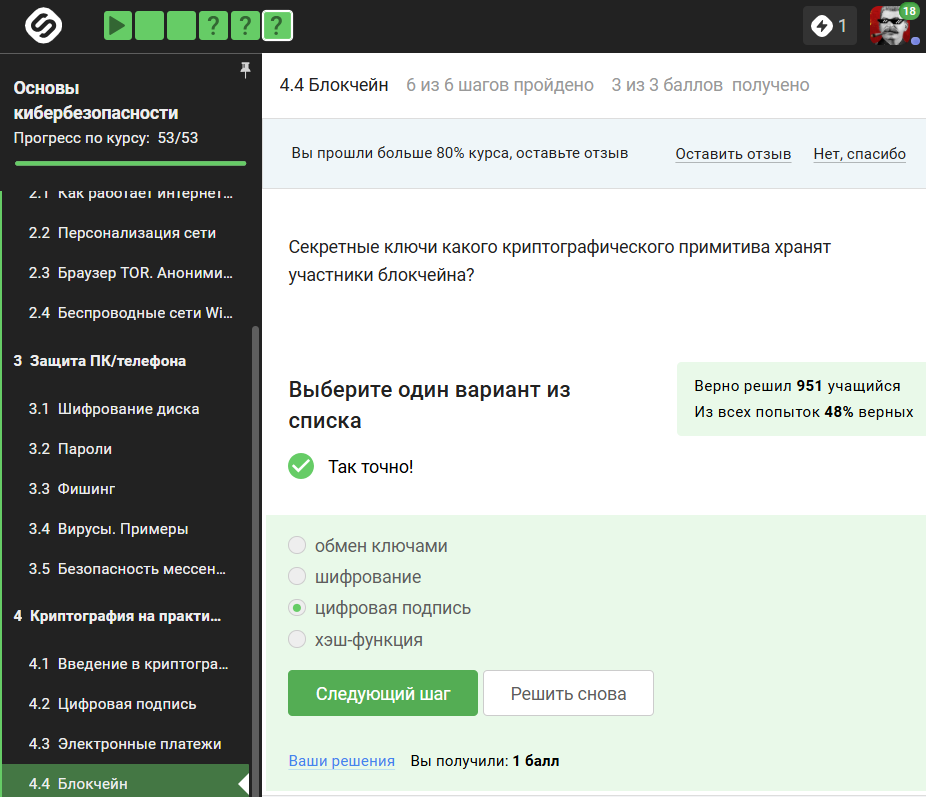 ? ? ?
1
18
Основы
кибербезопасности
Прогресс по курсу: 53/53
2.1 Как работает интернет...
2.2 Персонализация сети
2.3 Браузер TOR. Аноними...
2.4 Беспроводные сети Wi...
3 Защита ПК/телефона
3.1 Шифрование диска
3.2 Пароли
3.3 Фишинг
3.4 Вирусы. Примеры
3.5 Безопасность мессен...
4 Криптография на практи...
4.1 Введение в криптогра...
4.2 Цифровая подпись
4.3 Электронные платежи
4.4 Блокчейн
4.4 Блокчейн 6 из 6 шагов пройдено 3 из 3 баллов получено
Вы прошли больше 80% курса, оставьте отзыв Оставить отзыв Нет, спасибо
Секретные ключи какого криптографического примитива хранят
участники блокчейна?
Выберите один вариант из
списка
Верно решил 951 учащийся
Из всех попыток 48% верных
Так точно!
обмен ключами
шифрование
цифровая подпись
хэш-функция
Следующий шаг Решить снова
Ваши решения Вы получили: 1 балл